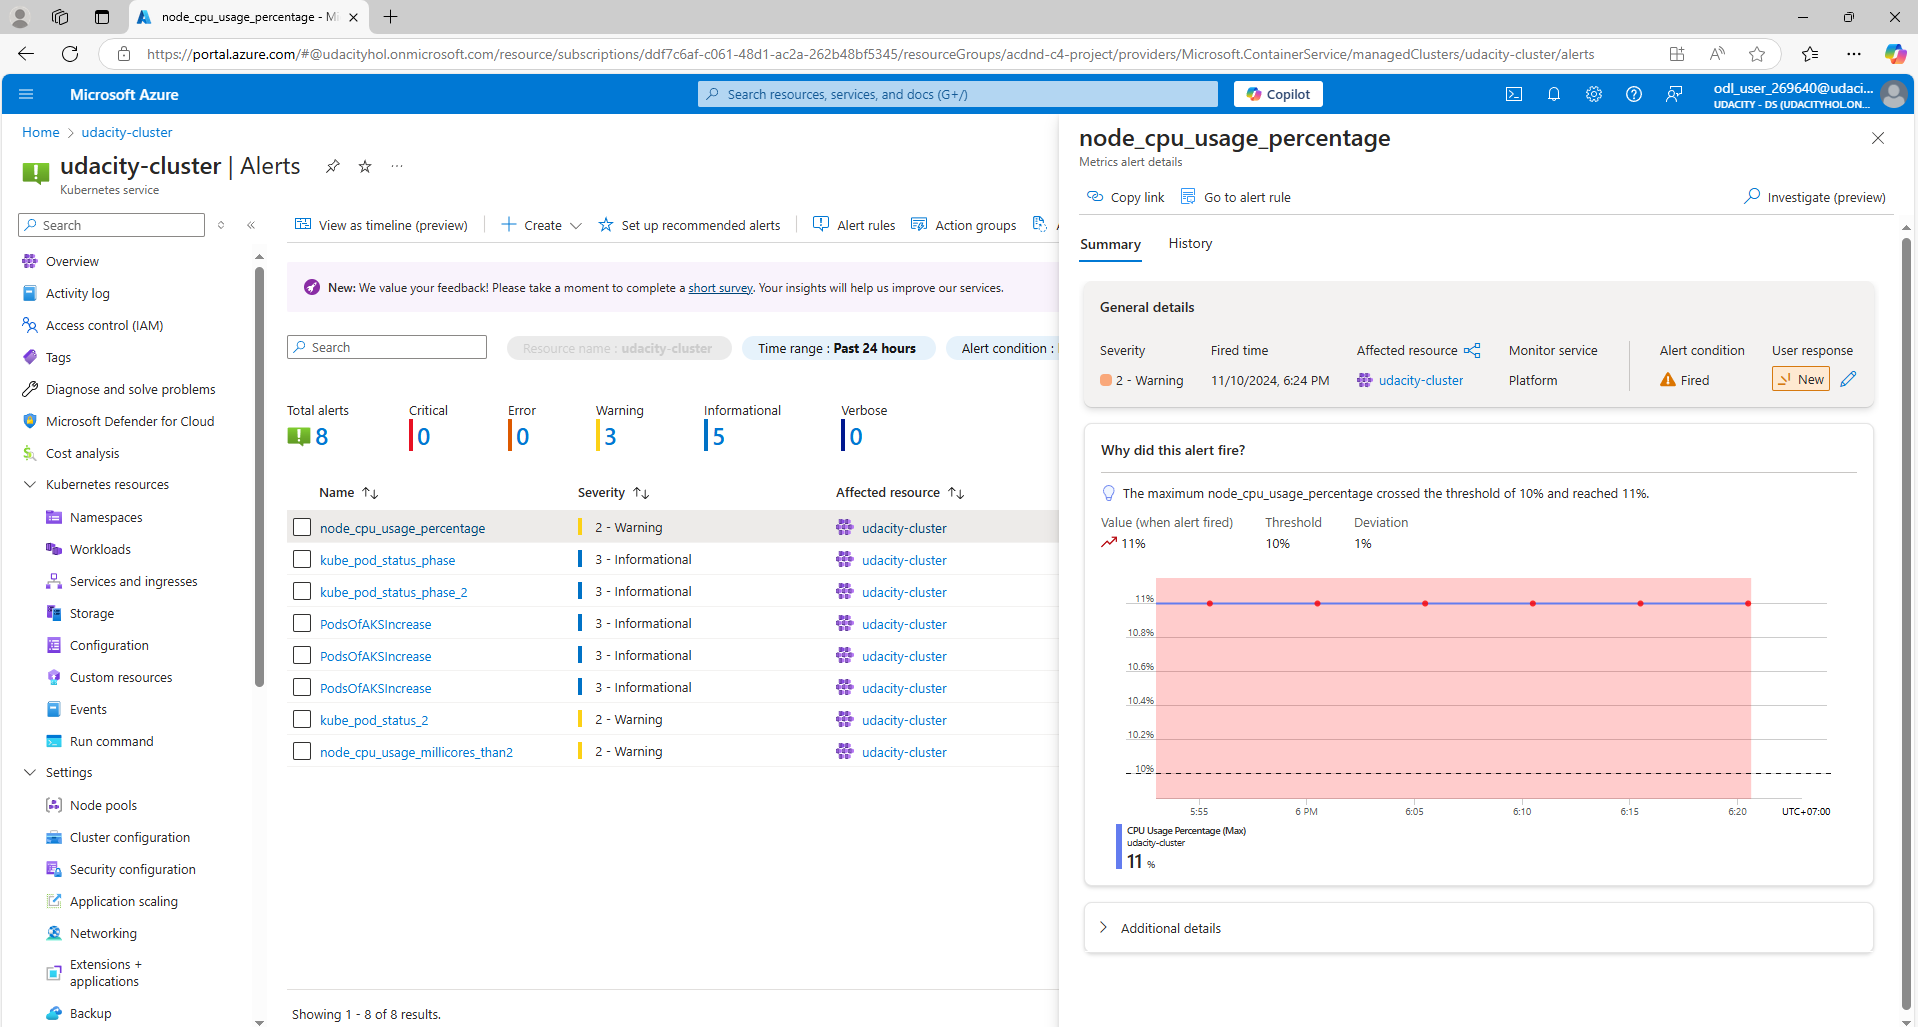 node_cpu_usage_percentage - Mi
https://portal.azure.com/#@udacityhol.onmicrosoft.com/resource/subscriptions/ddf7c6af-c061-48d1-ac2a-262b48bf5345/resourceGroups/acdnd-c4-project/providers/Microsoft.ContainerService/managedClusters/udacity-cluster/alerts
Microsoft Azure
Search resources, services, and docs (G+/)
Copilot
odl_user_269640@udaci...
UDACITY - DS (UDACITYHOL.ON...
Home > udacity-cluster
udacity-cluster | Alerts
Kubernetes service
Search
Overview
Activity log
Access control (IAM)
Tags
Diagnose and solve problems
Microsoft Defender for Cloud
Cost analysis
Kubernetes resources
Namespaces
Workloads
Services and ingresses
Storage
Configuration
Custom resources
Events
Run command
Settings
Node pools
Cluster configuration
Security configuration
Application scaling
Networking
Extensions +
applications
Backup
View as timeline (preview) Create Set up recommended alerts Alert rules Action groups
New: We value your feedback! Please take a moment to complete a short survey. Your insights will help us improve our services.
Search
Resource name : udacity-cluster
Time range : Past 24 hours
Alert condition :
Total alerts Critical Error Warning Informational Verbose
8 0 0 3 5 0
Name Severity Affected resource
node_cpu_usage_percentage 2 - Warning udacity-cluster
kube_pod_status_phase 3 - Informational udacity-cluster
kube_pod_status_phase_2 3 - Informational udacity-cluster
PodsOfAKSIncrease 3 - Informational udacity-cluster
PodsOfAKSIncrease 3 - Informational udacity-cluster
PodsOfAKSIncrease 3 - Informational udacity-cluster
kube_pod_status_2 2 - Warning udacity-cluster
node_cpu_usage_millicores_than2 2 - Warning udacity-cluster
Showing 1 - 8 of 8 results.
node_cpu_usage_percentage
Metrics alert details
Copy link Go to alert rule Investigate (preview)
Summary History
General details
Severity Fired time Affected resource Monitor service Alert condition User response
2 - Warning 11/10/2024, 6:24 PM udacity-cluster Platform Fired New
Why did this alert fire?
The maximum node_cpu_usage_percentage crossed the threshold of 10% and reached 11%.
Value (when alert fired) Threshold Deviation
11% 10% 1%
11%
10.8%
10.6%
10.4%
10.2%
10%
5:55 6 PM 6:05 6:10 6:15 6:20 UTC+07:00
CPU Usage Percentage (Max)
udacity-cluster
11 %
Additional details